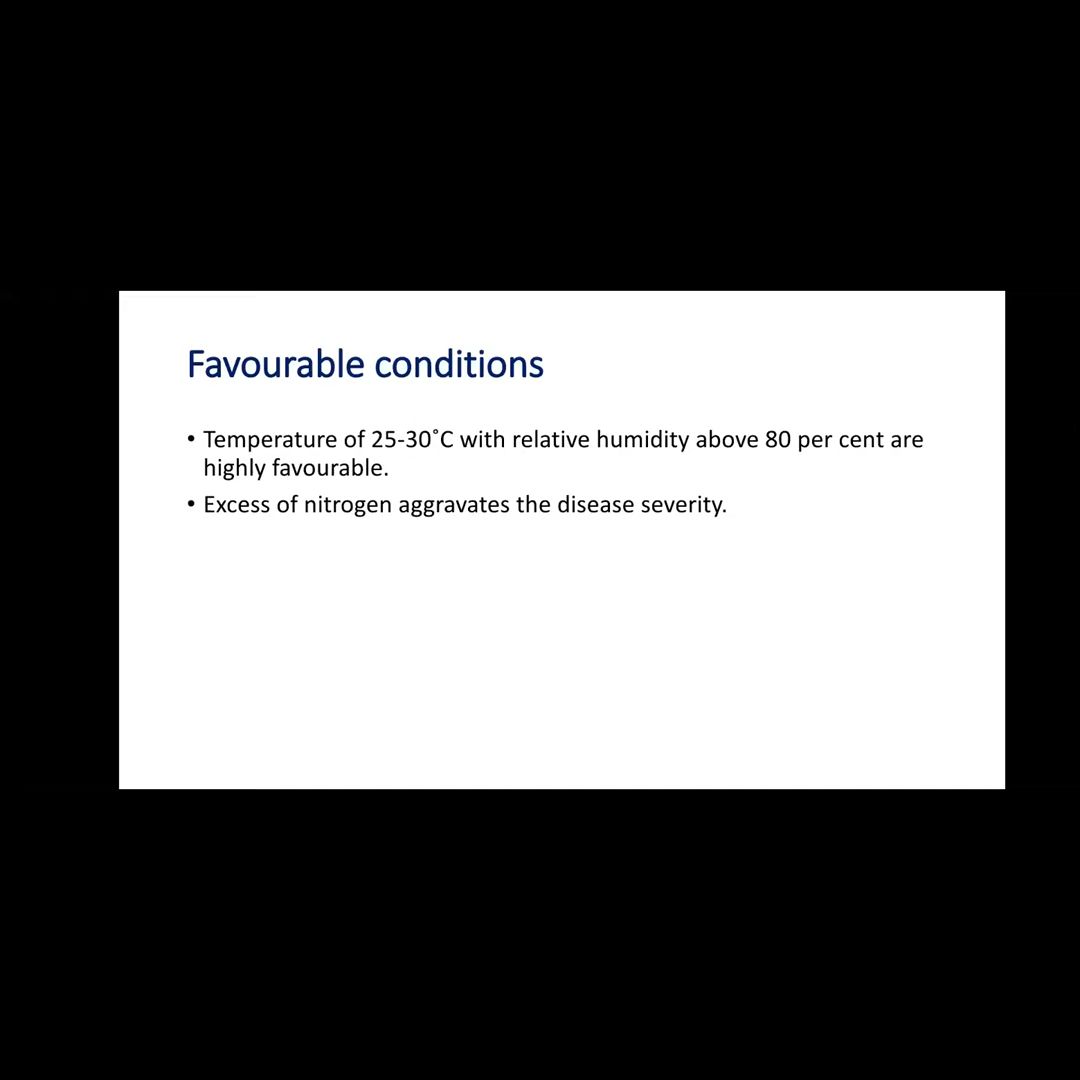 Favourable conditions
• Temperature of 25-30˚C with relative humidity above 80 per cent are
highly favourable.
• Excess of nitrogen aggravates the disease severity.